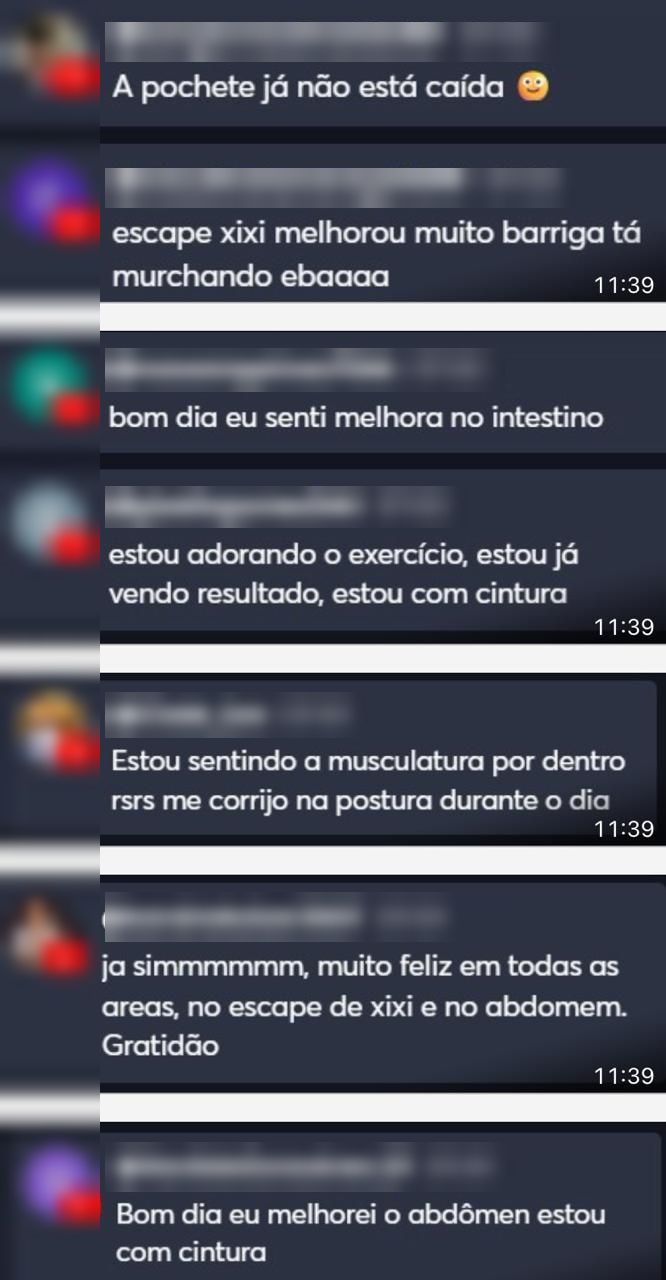 A pochete já não está caída
escape xixi melhorou muito barriga tá
murchando ebaaaa
11:39
bom dia eu senti melhora no intestino
estou adorando o exercício, estou já
vendo resultado, estou com cintura
11:39
Estou sentindo a musculatura por dentro
rsrs me corrijo na postura durante o dia
11:39
ja simmmmmm, muito feliz em todas as
areas, no escape de xixi e no abdomem.
Gratidão
11:39
Bom dia eu melhorei o abdômen estou
com cintura